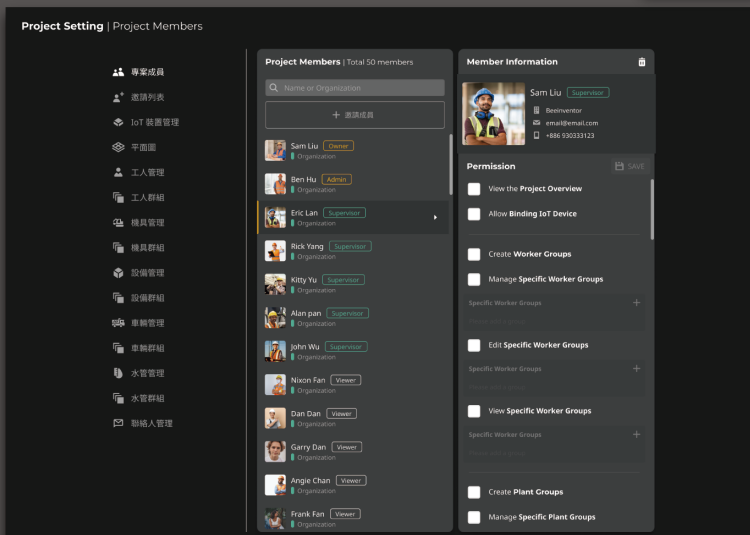 Project Setting | Project Members
專案成員
邀請列表
IoT 裝置管理
平面圖
工人管理
工人群組
機具管理
機具群組
設備管理
設備群組
車輛管理
車輛群組
水管管理
水管群組
聯絡人管理
Project Members | Total 50 members
Name or Organization
邀請成員
Sam Liu Owner
Organization
Ben Hu Admin
Organization
Eric Lan Supervisor
Organization
Rick Yang Supervisor
Organization
Kitty Yu Supervisor
Organization
Alan pan Supervisor
Organization
John Wu Supervisor
Organization
Nixon Fan Viewer
Organization
Dan Dan Viewer
Organization
Garry Dan Viewer
Organization
Angie Chan Viewer
Organization
Frank Fan Viewer
Organization
Member Information
Sam Liu Supervisor
Beeinventor
email@email.com
+886 930333123
Permission SAVE
View the Project Overview
Allow Binding IoT Device
Create Worker Groups
Manage Specific Worker Groups
Specific Worker Groups
Edit Specific Worker Groups
Specific Worker Groups
View Specific Worker Groups
Specific Worker Groups
Create Plant Groups
Manage Specific Plant Groups